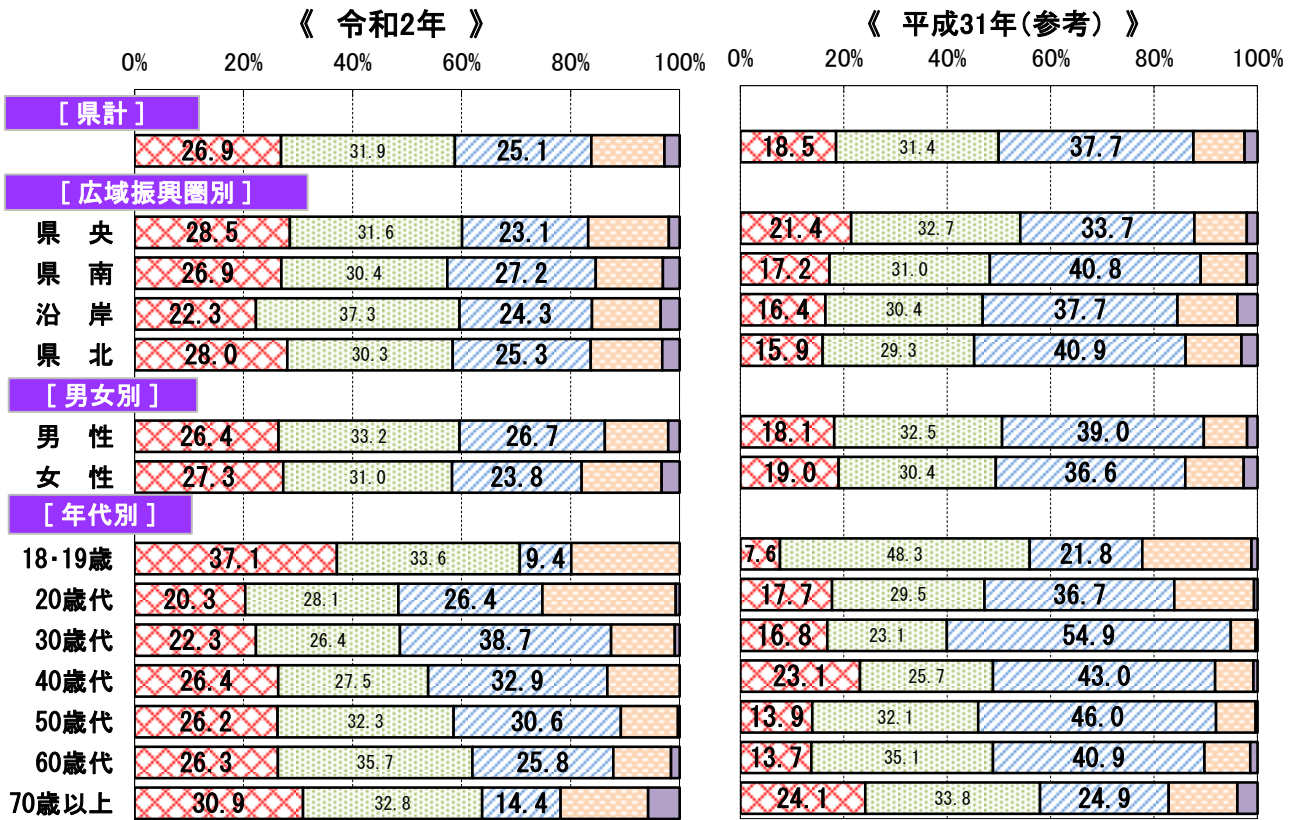 《 令和2年 》 《 平成31年(参考) 》
0% 20% 40% 60% 80% 100% 0% 20% 40% 60% 80% 100%
[ 県計 ]
26.9 31.9 25.1 18.5 31.4 37.7
[ 広域振興圏別 ]
県 央 28.5 31.6 23.1 21.4 32.7 33.7
県 南 26.9 30.4 27.2 17.2 31.0 40.8
沿 岸 22.3 37.3 24.3 16.4 30.4 37.7
県 北 28.0 30.3 25.3 15.9 29.3 40.9
[ 男女別 ]
男 性 26.4 33.2 26.7 18.1 32.5 39.0
女 性 27.3 31.0 23.8 19.0 30.4 36.6
[ 年代別 ]
18・19歳 37.1 33.6 9.4 7.6 48.3 21.8
20歳代 20.3 28.1 26.4 17.7 29.5 36.7
30歳代 22.3 26.4 38.7 16.8 23.1 54.9
40歳代 26.4 27.5 32.9 23.1 25.7 43.0
50歳代 26.2 32.3 30.6 13.9 32.1 46.0
60歳代 26.3 35.7 25.8 13.7 35.1 40.9
70歳以上 30.9 32.8 14.4 24.1 33.8 24.9